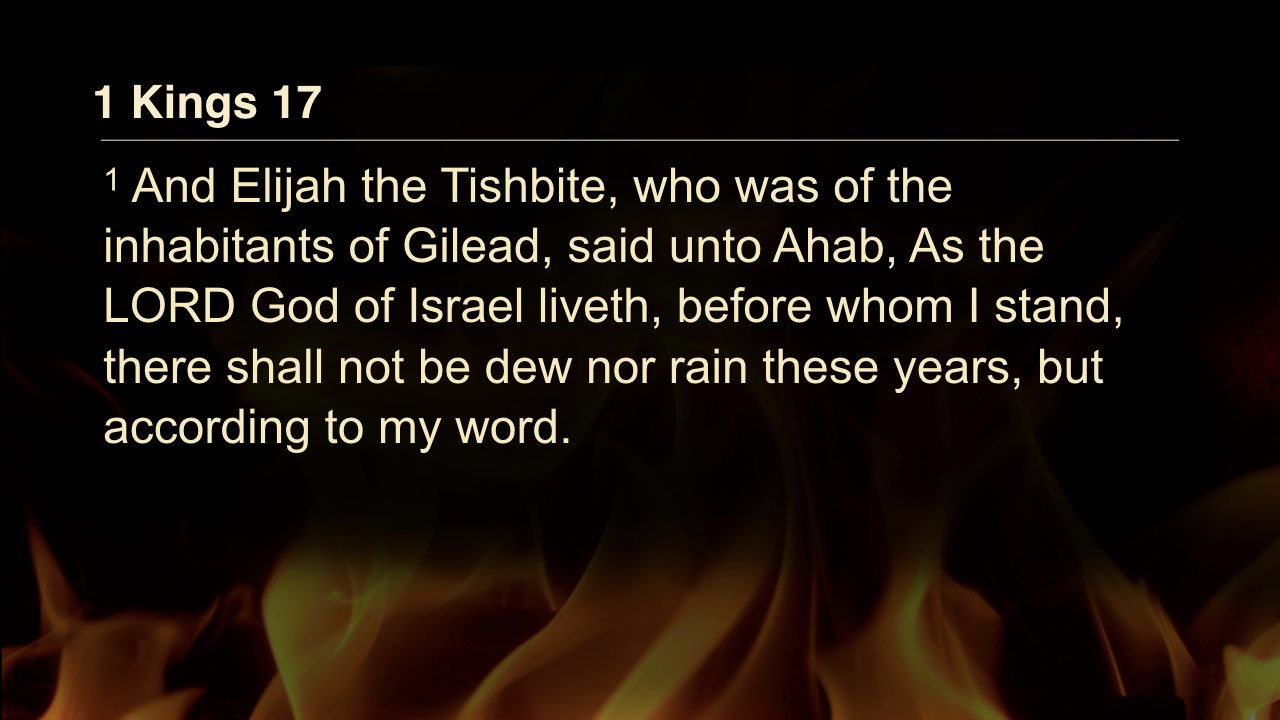 1 Kings 17
1 And Elijah the Tishbite, who was of the
inhabitants of Gilead, said unto Ahab, As the
LORD God of Israel liveth, before whom I stand,
there shall not be dew nor rain these years, but
according to my word.